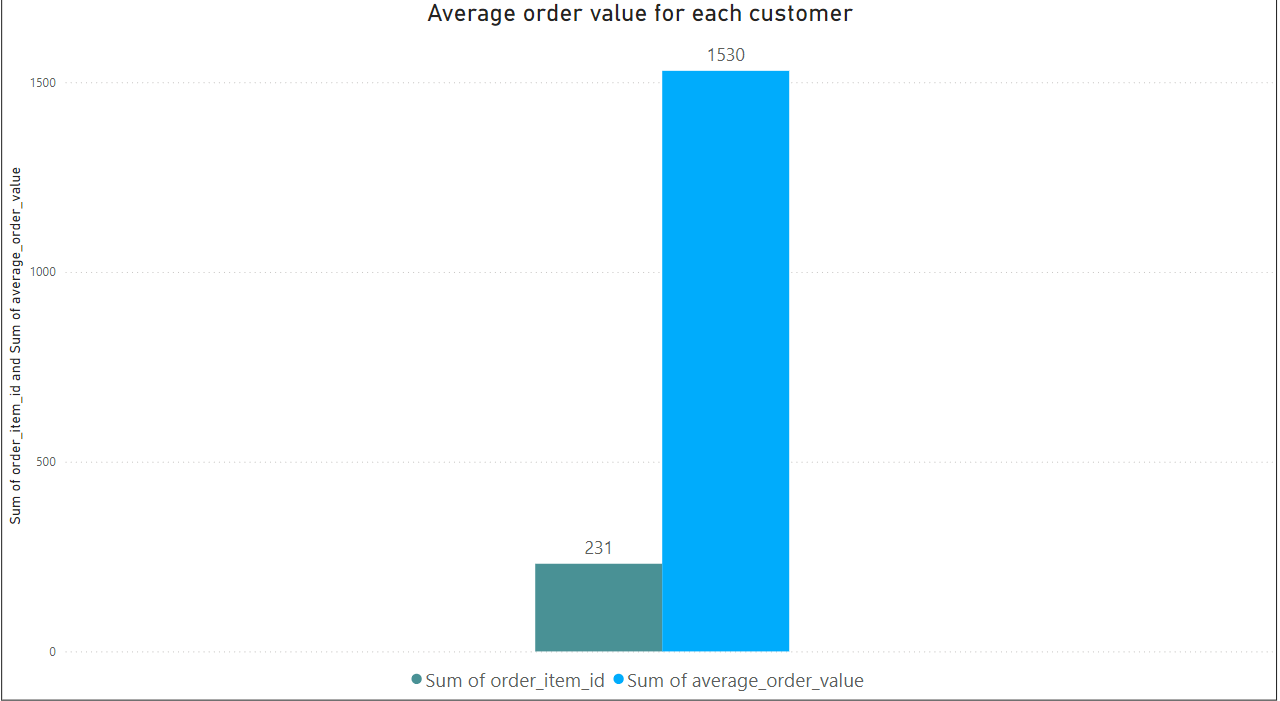 Average order value for each customer
Sum of order_item_id and Sum of average_order_value
1500
1000
500
0
1530
231
Sum of order_item_id Sum of average_order_value